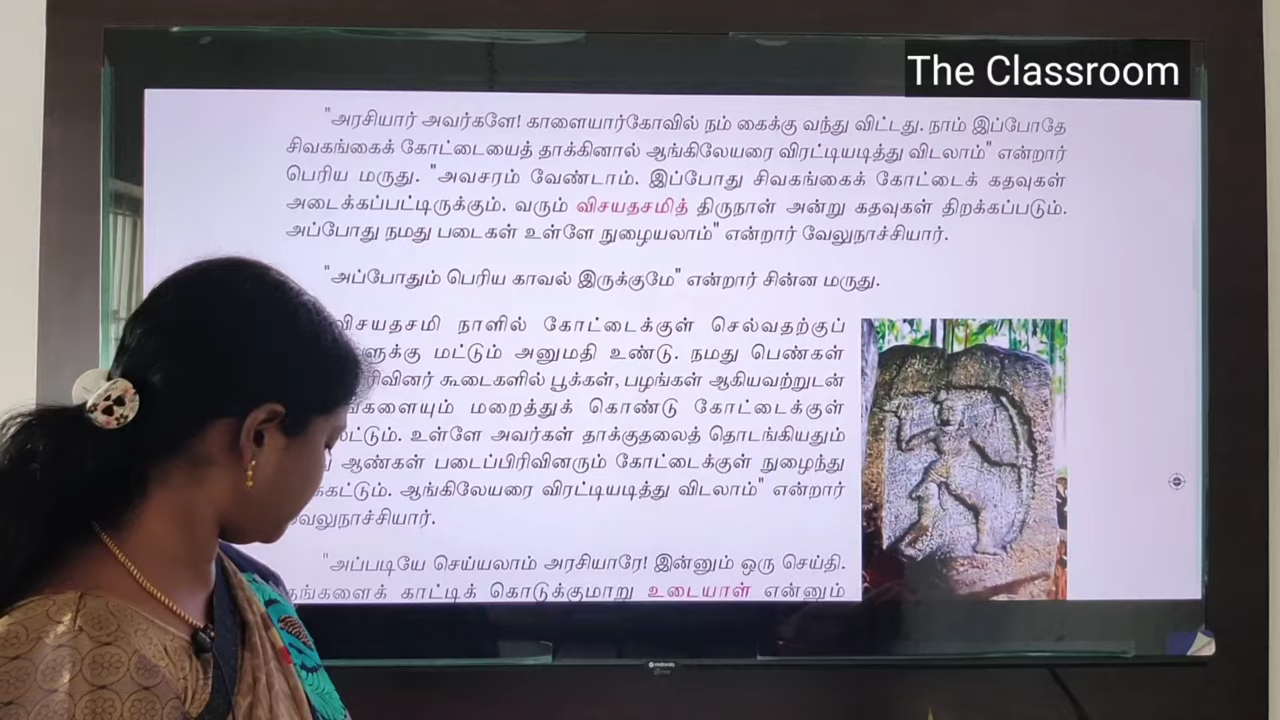 The Classroom
"அரசியார் அவர்களே! காளையார்கோவில் நம் கைக்கு வந்து விட்டது. நாம் இப்போதே
சிவகங்கைக் கோட்டையைத் தாக்கினால் ஆங்கிலேயரை விரட்டியடித்து விடலாம்" என்றார்
பெரிய மருது. "அவசரம் வேண்டாம். இப்போது சிவகங்கைக் கோட்டைக் கதவுகள்
அடைக்கப்பட்டிருக்கும். வரும் விசயதசமித் திருநாள் அன்று கதவுகள் திறக்கப்படும்.
அப்போது நமது படைகள் உள்ளே நுழையலாம்" என்றார் வேலுநாச்சியார்.
"அப்போதும் பெரிய காவல் இருக்குமே" என்றார் சின்ன மருது.
விசயதசமி நாளில் கோட்டைக்குள் செல்வதற்குப்
மட்டும் அனுமதி உண்டு. நமது பெண்கள்
கூடைகளில் பூக்கள், பழங்கள் ஆகியவற்றுடன்
மறைத்துக் கொண்டு கோட்டைக்குள்
உள்ளே அவர்கள் தாக்குதலைத் தொடங்கியதும்
ஆண்கள் படைப்பிரிவினரும் கோட்டைக்குள் நுழைந்து
ஆங்கிலேயரை விரட்டியடித்து விடலாம்" என்றார்
வேலுநாச்சியார்.
"அப்படியே செய்யலாம் அரசியாரே! இன்னும் ஒரு செய்தி.
தங்களைக் காட்டிக் கொடுக்குமாறு உடையாள் என்னும்
motorola